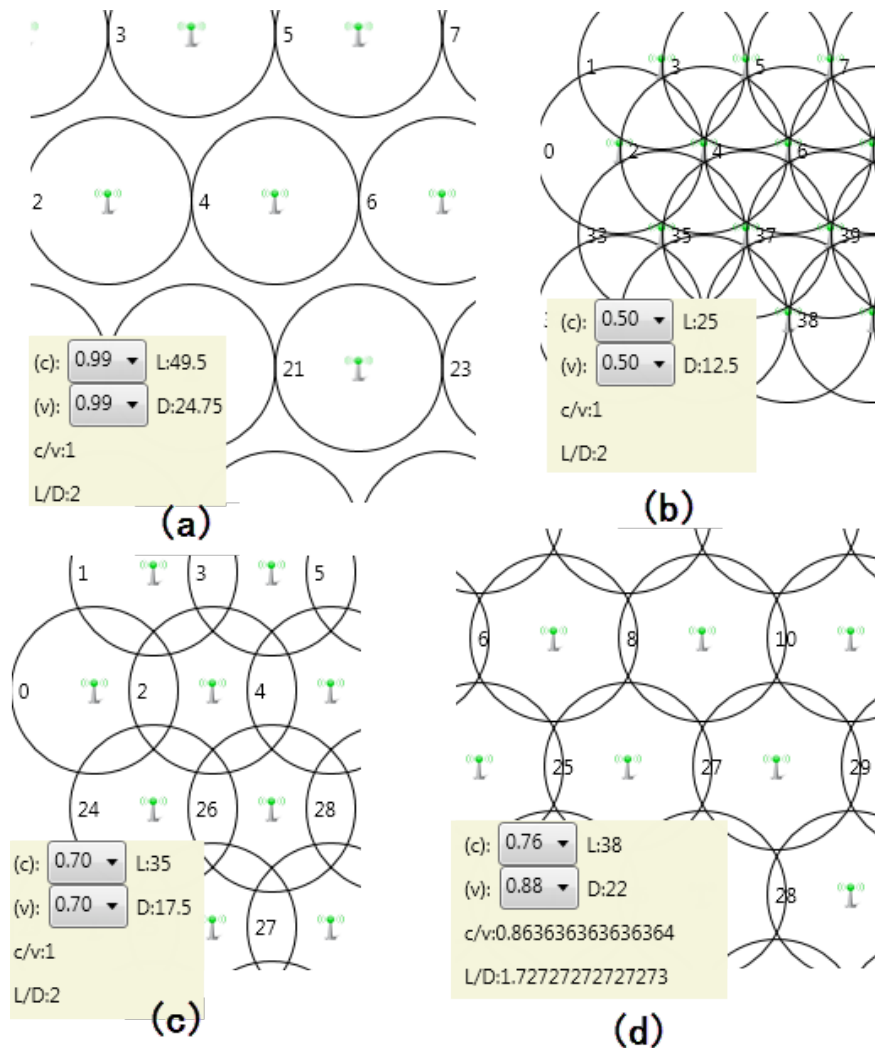 3 5 7
2 4 6
21 23
(c): 0.99 L:49.5
(v): 0.99 D:24.75
c/v:1
L/D:2
(a)
1 3 5 7
0 2 4 6
33 35 37 39
38
(c): 0.50 L:25
(v): 0.50 D:12.5
c/v:1
L/D:2
(b)
1 3 5
0 2 4
24 26 28
27
(c): 0.70 L:35
(v): 0.70 D:17.5
c/v:1
L/D:2
(c)
6 8 10
25 27 29
28
(c): 0.76 L:38
(v): 0.88 D:22
c/v:0.863636363636364
L/D:1.72727272727273
(d)